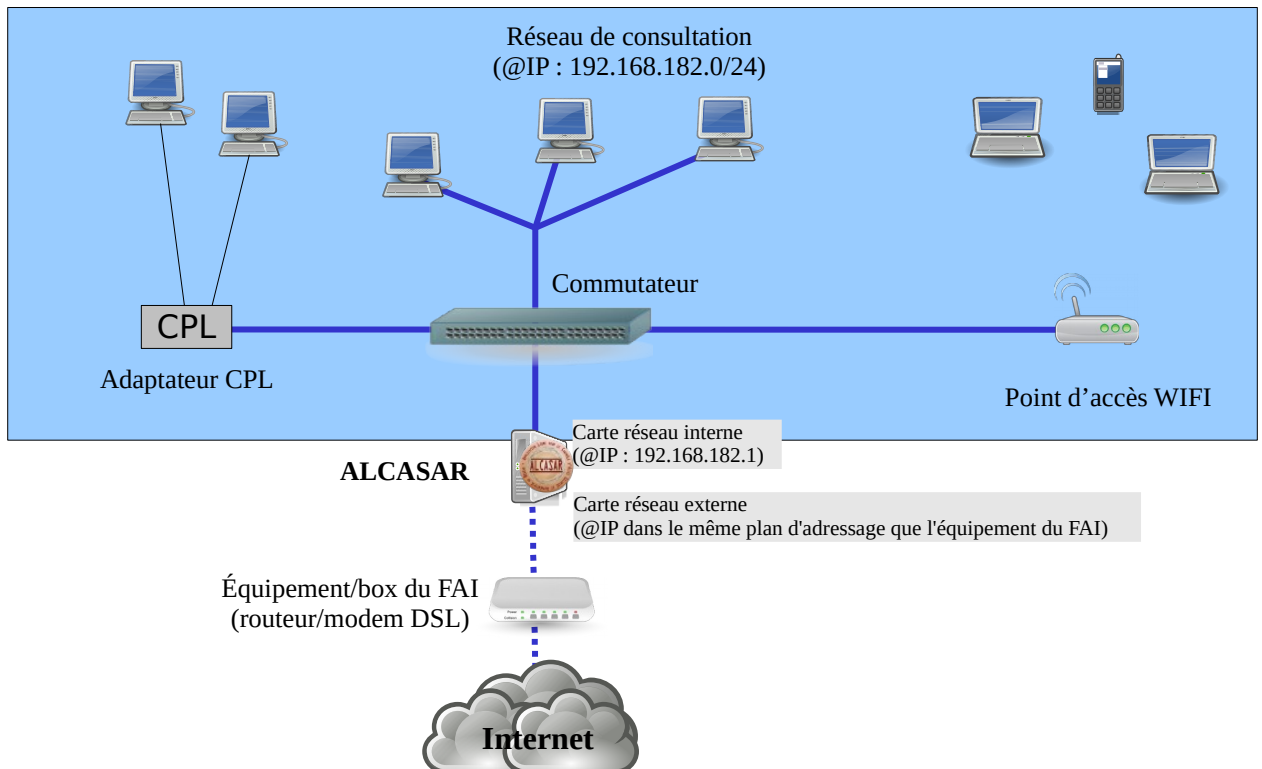 Réseau de consultation
(@IP : 192.168.182.0/24)
Commutateur
CPL
Adaptateur CPL
Point d’accès WIFI
Carte réseau interne
(@IP : 192.168.182.1)
ALCASAR
ALCASAR
Carte réseau externe
(@IP dans le même plan d'adressage que l'équipement du FAI)
Équipement/box du FAI
(routeur/modem DSL)
Power
Internet